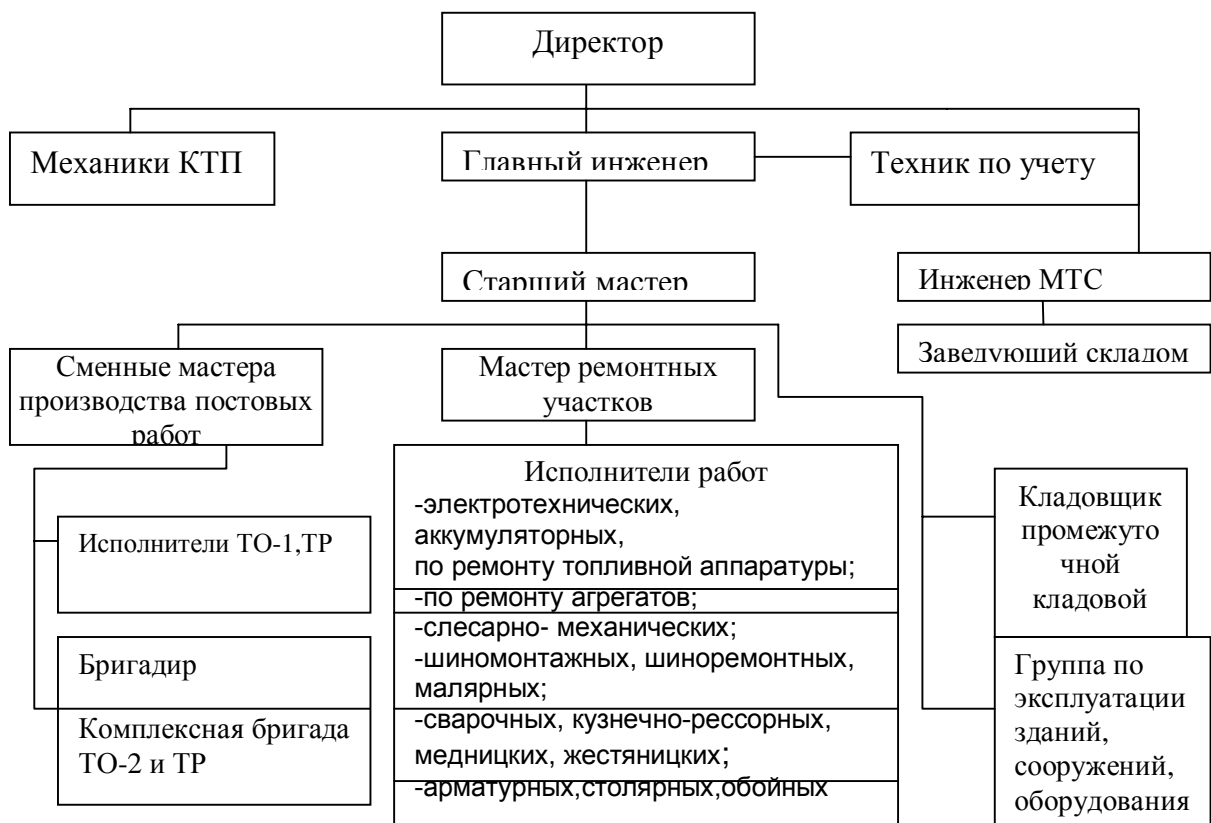 Директор
Механики КТП
Главный инженер
Техник по учету
Старший мастер
Инженер МТС
Заведующий складом
Сменные мастера
производства постовых
работ
Мастер ремонтных
участков
Исполнители ТО-1,ТР
Бригадир
Комплексная бригада
ТО-2 и ТР
Исполнители работ
-электротехнических,
аккумуляторных,
по ремонту топливной аппаратуры;
-по ремонту агрегатов;
-слесарно- механических;
-шиномонтажных, шиноремонтных,
малярных;
-сварочных, кузнечно-рессорных,
медницких, жестяницких;
-арматурных,столярных,обойных
Кладовщик
промежуто
чной
кладовой
Группа по
эксплуатации
зданий,
сооружений,
оборудования